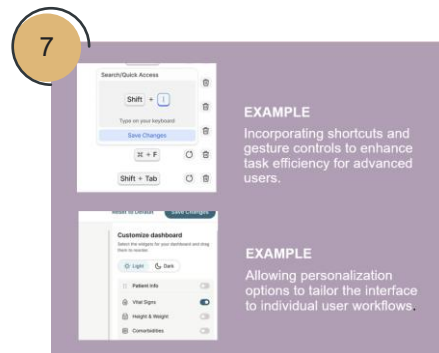 7
Search/Quick Access
Shift + |
Type on your keyboard
Save Changes
⌘ + F
Shift + Tab
EXAMPLE
Incorporating shortcuts and
gesture controls to enhance
task efficiency for advanced
users.
Reset to Default Save Changes
Customize dashboard
Select the widgets for your dashboard and drag
them to reorder.
Light Dark
Patient Info
Vital Signs
Height & Weight
Comorbidities
EXAMPLE
Allowing personalization
options to tailor the interface
to individual user workflows.